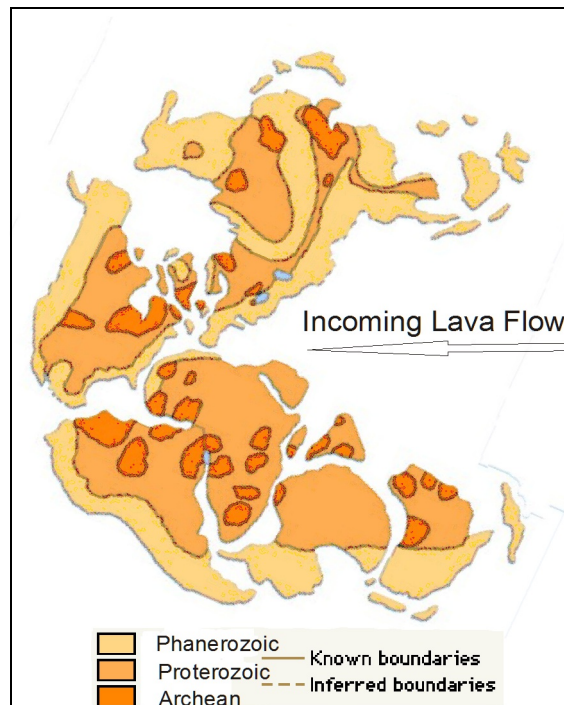 Incoming Lava Flow
Phanerozoic
Proterozoic
Archean
Known boundaries
Inferred boundaries